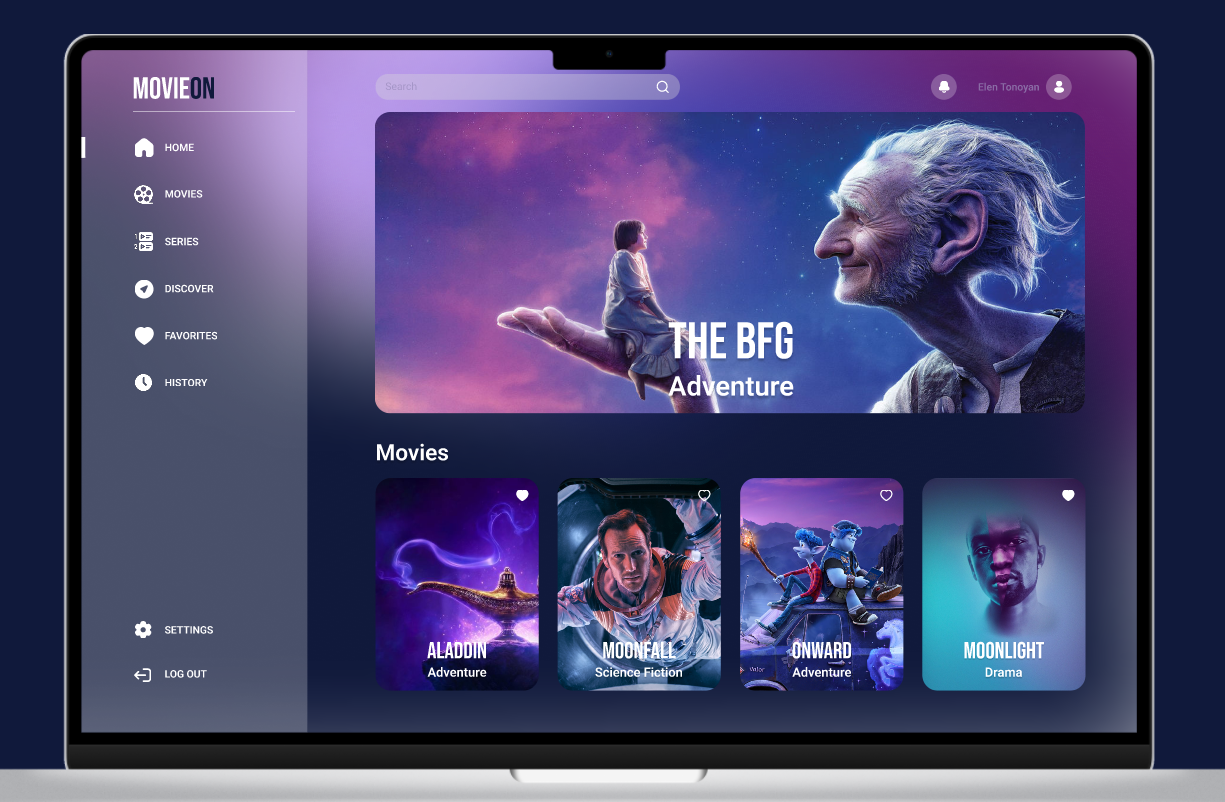 MOVIEON
Search
Elen Tonoyan
HOME
MOVIES
SERIES
DISCOVER
FAVORITES
HISTORY
SETTINGS
LOG OUT
THE BFG
Adventure
Movies
ALADDIN
Adventure
MOONFALL
Science Fiction
ONWARD
Adventure
MOONLIGHT
Drama